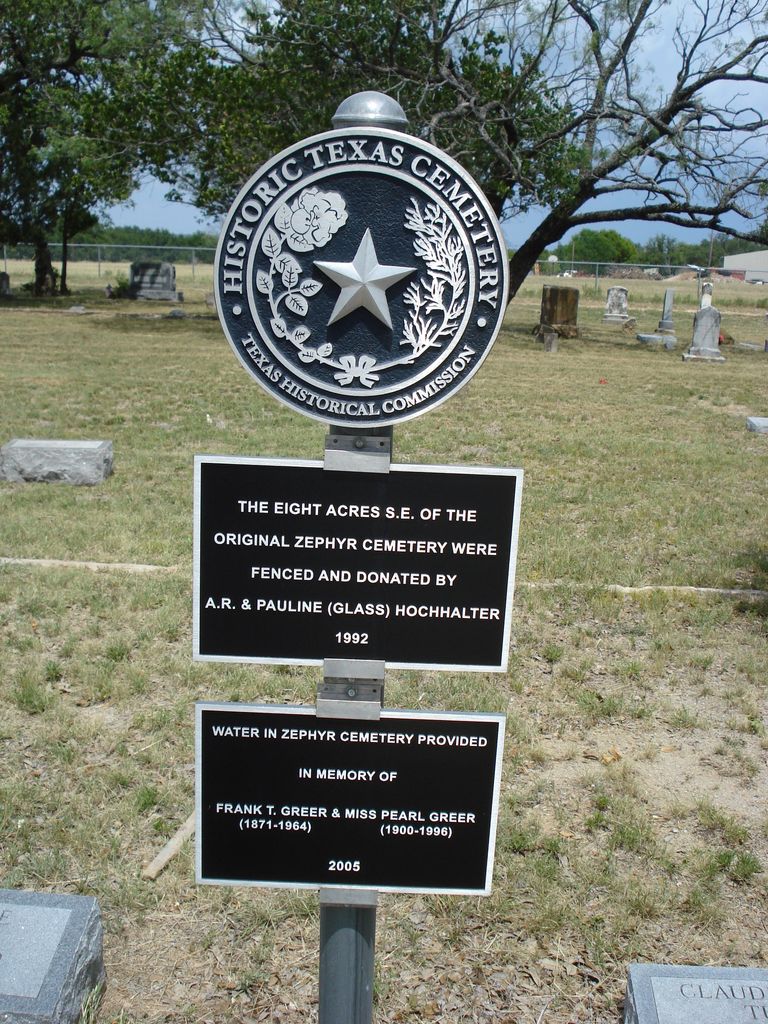 HISTORIC TEXAS CEMETERY
TEXAS HISTORICAL COMMISSION
THE EIGHT ACRES S.E. OF THE
ORIGINAL ZEPHYR CEMETERY WERE
FENCED AND DONATED BY
A.R. & PAULINE (GLASS) HOCHHALTER
1992
WATER IN ZEPHYR CEMETERY PROVIDED
IN MEMORY OF
FRANK T. GREER & MISS PEARL GREER
(1871-1964) (1900-1996)
2005
CLAUD